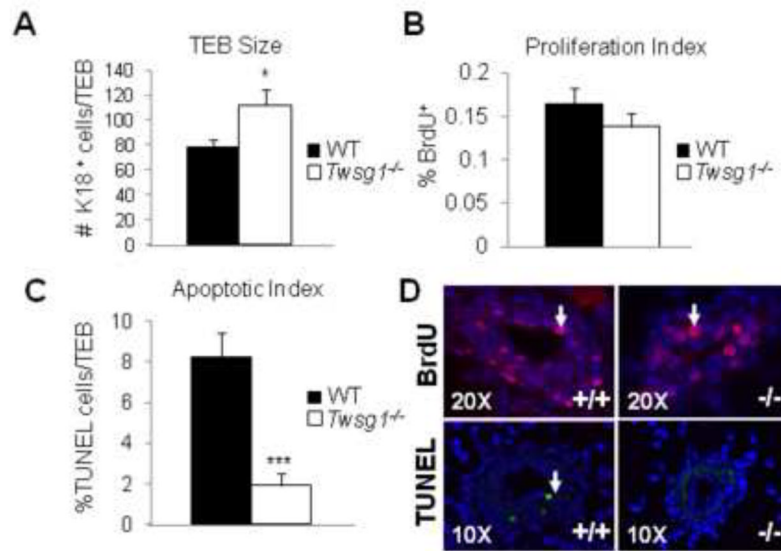 A
TEB Size
# K18+ cells/TEB
140
120
100
80
60
40
20
0
*
WT
Twsg1-/-
B
Proliferation Index
% BrdU+
0.2
0.15
0.1
0.05
0
WT
Twsg1-/-
C
Apoptotic Index
%TUNEL cells/TEB
10
8
6
4
2
0
***
WT
Twsg1-/-
D
BrdU
20X
+/+
20X
-/-
TUNEL
10X
+/+
10X
-/-